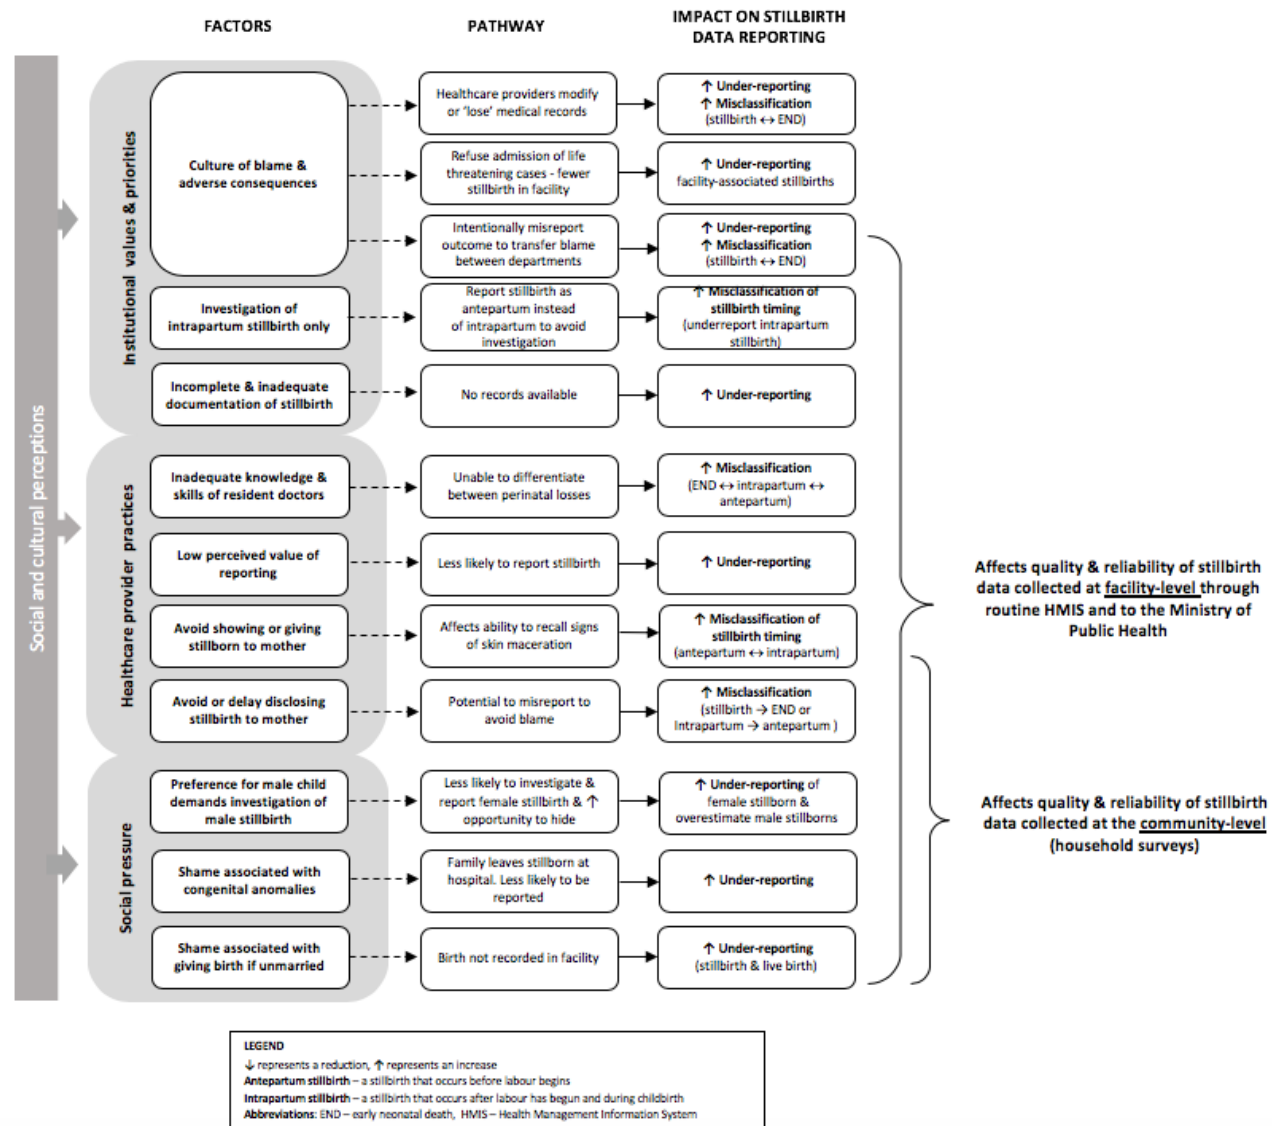 FACTORS
PATHWAY
IMPACT ON STILLBIRTH
DATA REPORTING
Social and cultural perceptions
Institutional values & priorities
Culture of blame &
adverse consequences
Healthcare providers modify
or 'lose' medical records
↑ Under-reporting
↑ Misclassification
(stillbirth ↔ END)
Refuse admission of life
threatening cases - fewer
stillbirth in facility
↑ Under-reporting
facility-associated stillbirths
Intentionally misreport
outcome to transfer blame
between departments
↑ Under-reporting
↑ Misclassification
(stillbirth ↔ END)
Investigation of
intrapartum stillbirth only
Report stillbirth as
antepartum instead
of intrapartum to avoid
investigation
↑ Misclassification of
stillbirth timing
(underreport intrapartum
stillbirth)
Incomplete & inadequate
documentation of stillbirth
No records available
↑ Under-reporting
Healthcare provider practices
Inadequate knowledge &
skills of resident doctors
Unable to differentiate
between perinatal losses
↑ Misclassification
(END ↔ intrapartum ↔
antepartum)
Low perceived value of
reporting
Less likely to report stillbirth
↑ Under-reporting
Avoid showing or giving
stillborn to mother
Affects ability to recall signs
of skin maceration
↑ Misclassification of
stillbirth timing
(antepartum ↔ intrapartum)
Avoid or delay disclosing
stillbirth to mother
Potential to misreport to
avoid blame
↑ Misclassification
(stillbirth → END or
Intrapartum → antepartum )
Social pressure
Preference for male child
demands investigation of
male stillbirth
Less likely to investigate &
report female stillbirth & ↑
opportunity to hide
↑ Under-reporting of
female stillborn &
overestimate male stillborns
Shame associated with
congenital anomalies
Family leaves stillborn at
hospital. Less likely to be
reported
↑ Under-reporting
Shame associated with
giving birth if unmarried
Birth not recorded in facility
↑ Under-reporting
(stillbirth & live birth)
Affects quality & reliability of stillbirth
data collected at facility-level through
routine HMIS and to the Ministry of
Public Health
Affects quality & reliability of stillbirth
data collected at the community-level
(household surveys)
LEGEND
↓ represents a reduction, ↑ represents an increase
Antepartum stillbirth – a stillbirth that occurs before labour begins
Intrapartum stillbirth – a stillbirth that occurs after labour has begun and during childbirth
Abbreviations: END – early neonatal death, HMIS – Health Management Information System